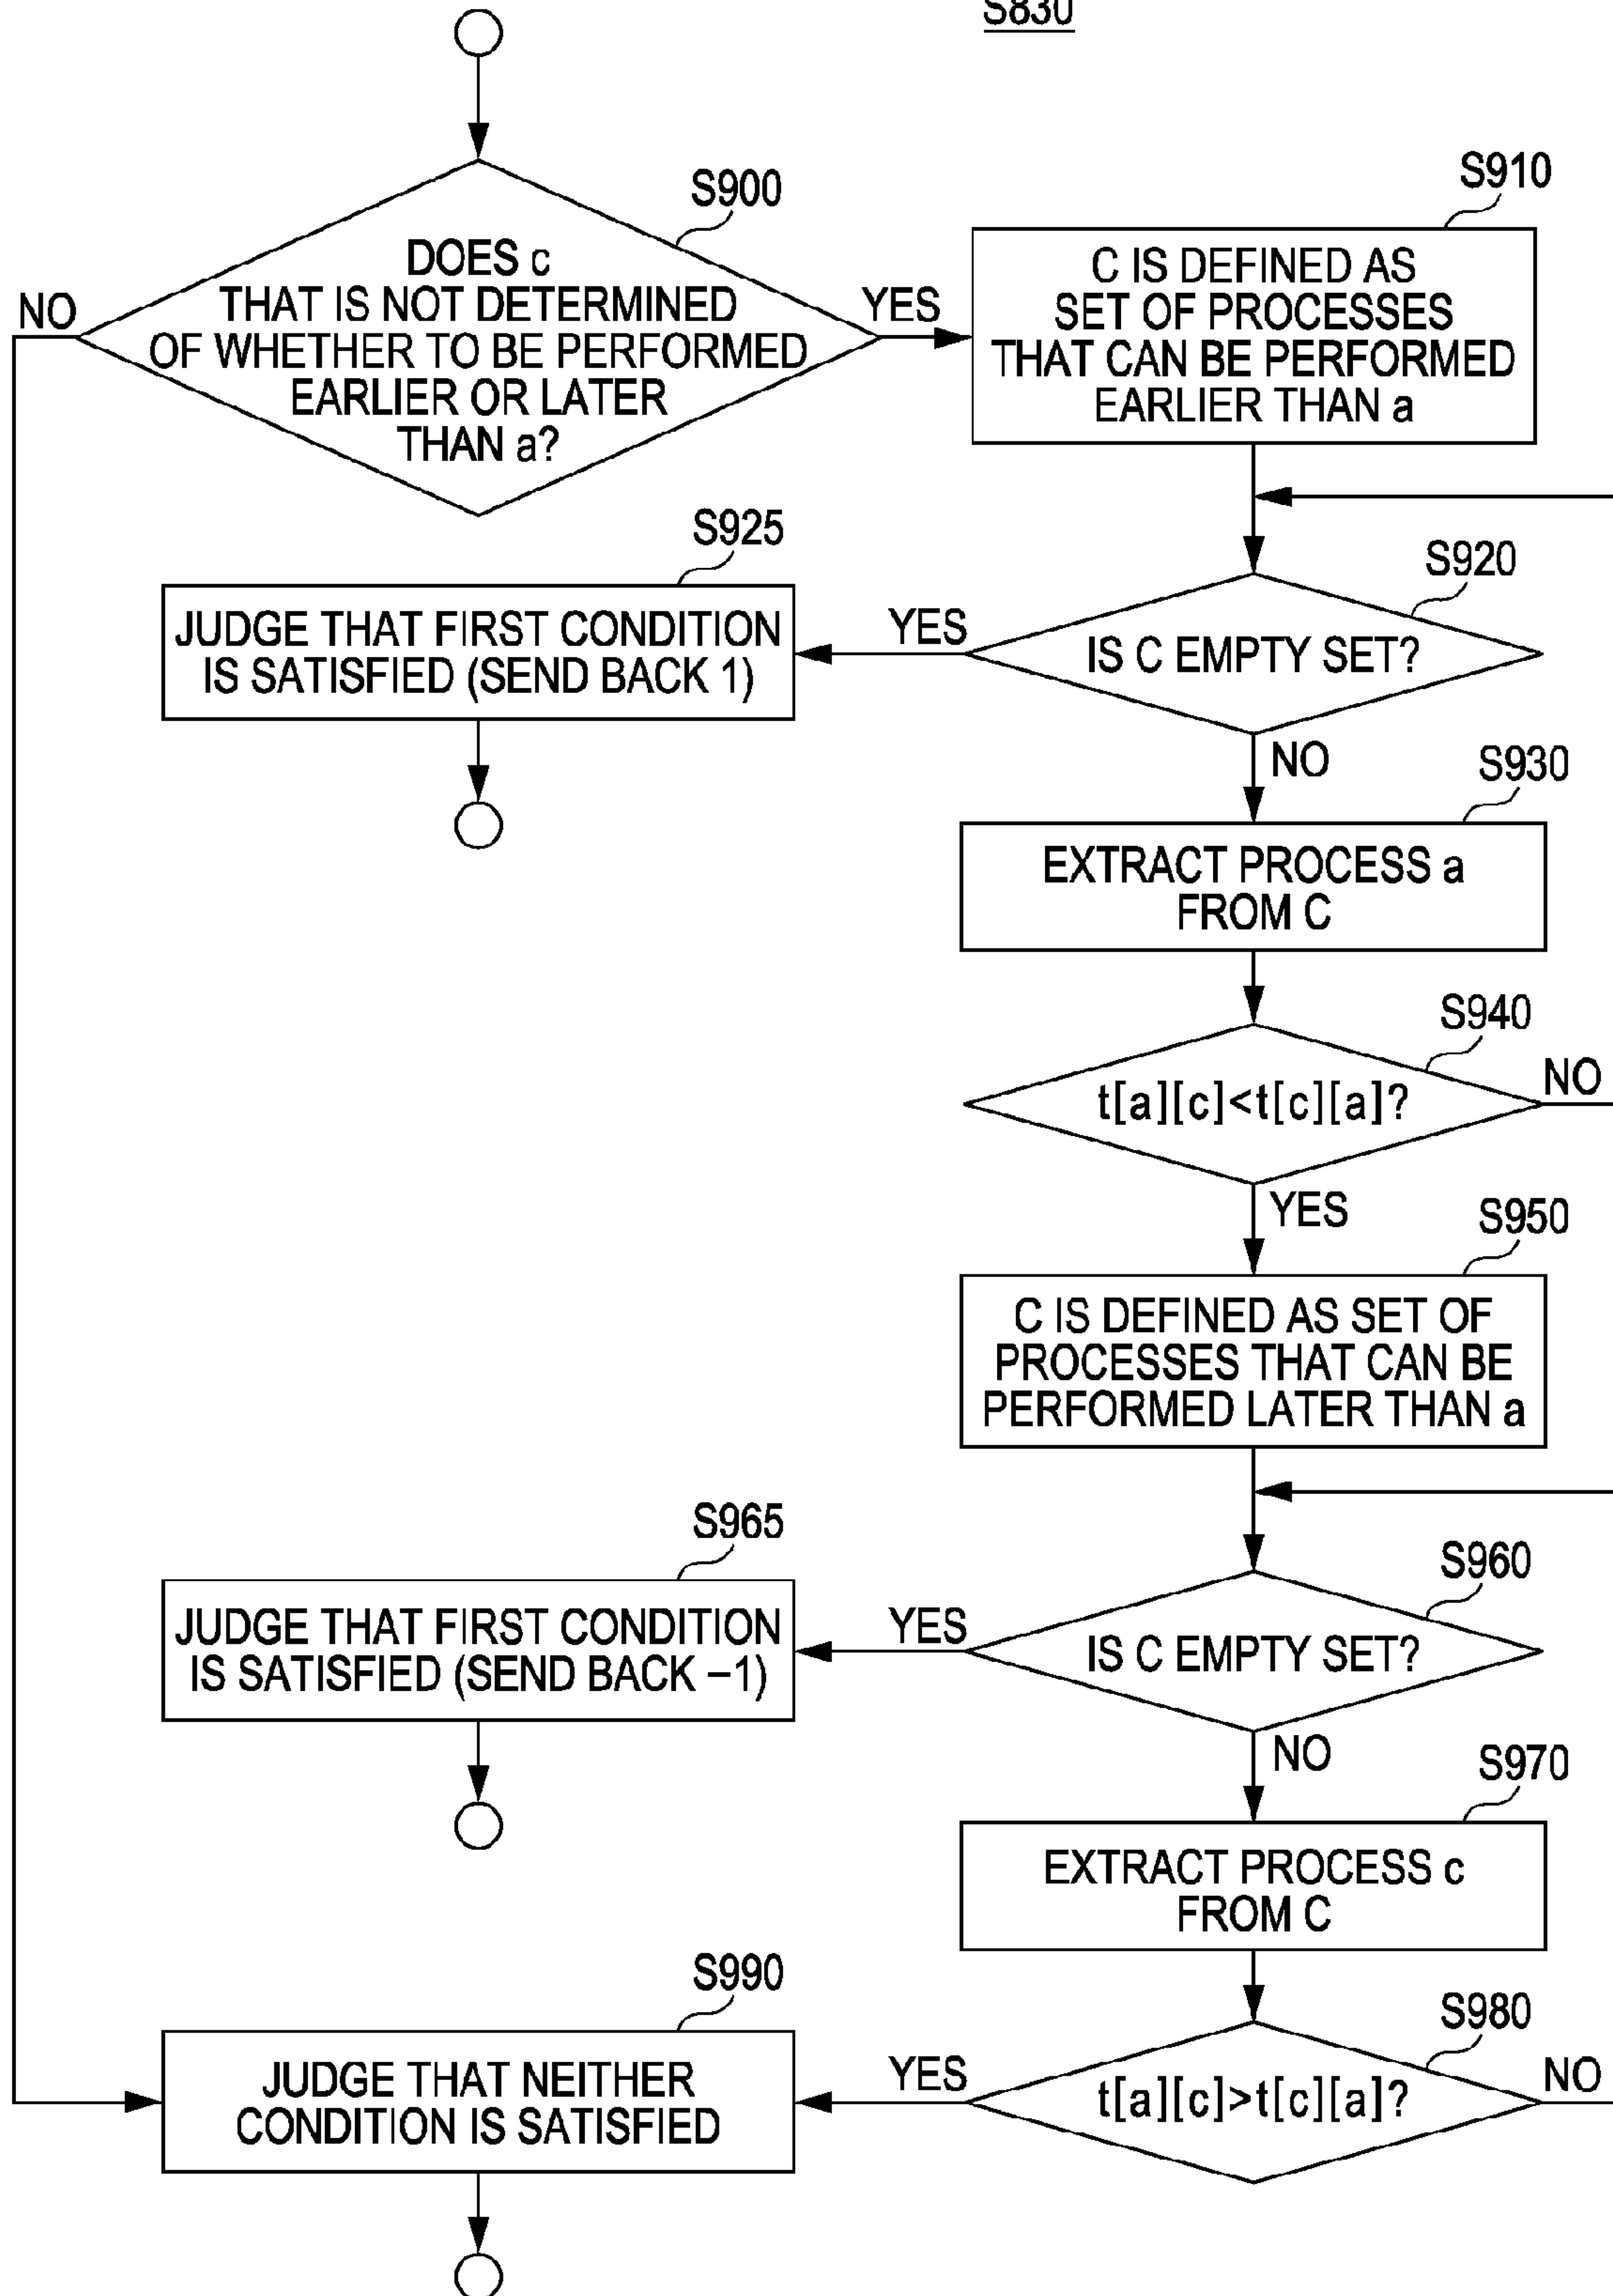 S830
S900
DOES c
THAT IS NOT DETERMINED
OF WHETHER TO BE PERFORMED
EARLIER OR LATER
THAN a?
NO
YES
S910
C IS DEFINED AS
SET OF PROCESSES
THAT CAN BE PERFORMED
EARLIER THAN a
S925
JUDGE THAT FIRST CONDITION
IS SATISFIED (SEND BACK 1)
YES
S920
IS C EMPTY SET?
NO
S930
EXTRACT PROCESS a
FROM C
S940
t[a][c]<t[c][a]?
NO
YES
S950
C IS DEFINED AS SET OF
PROCESSES THAT CAN BE
PERFORMED LATER THAN a
S965
JUDGE THAT FIRST CONDITION
IS SATISFIED (SEND BACK –1)
YES
S960
IS C EMPTY SET?
NO
S970
EXTRACT PROCESS c
FROM C
S990
JUDGE THAT NEITHER
CONDITION IS SATISFIED
YES
S980
t[a][c]>t[c][a]?
NO